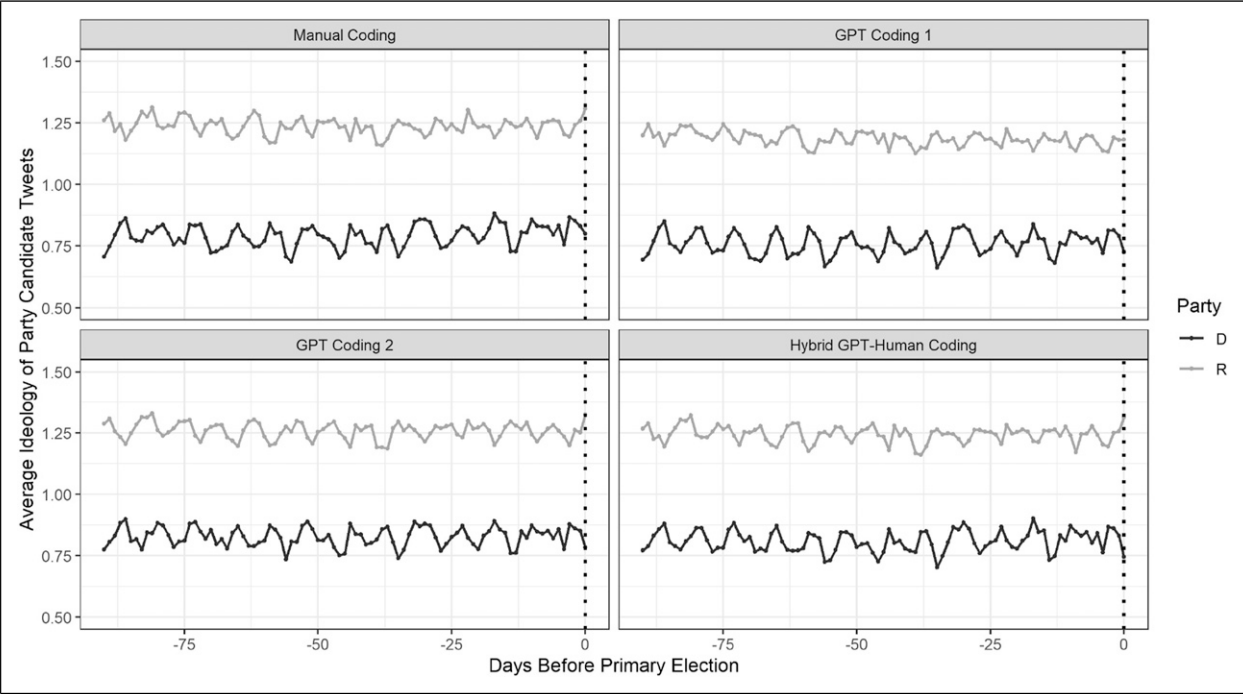 Manual Coding
GPT Coding 1
1.50
1.25
1.00
0.75
0.50
GPT Coding 2
Hybrid GPT-Human Coding
1.50
1.25
1.00
0.75
0.50
-75
-50
-25
0
-75
-50
-25
0
Days Before Primary Election
Average Ideology of Party Candidate Tweets
Party
D
R